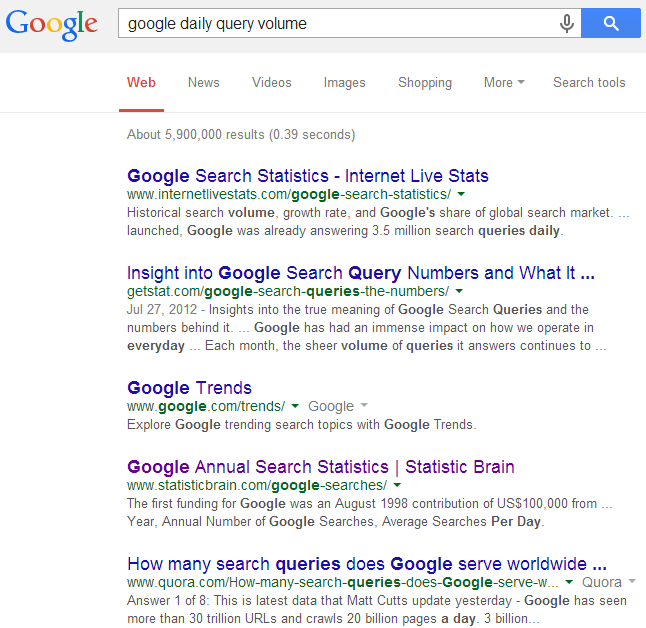 Google
google daily query volume
Web News Videos Images Shopping More Search tools
About 5,900,000 results (0.39 seconds)
Google Search Statistics - Internet Live Stats
www.internetlivestats.com/google-search-statistics/
Historical search volume, growth rate, and Google's share of global search market. ...
launched, Google was already answering 3.5 million search queries daily.
Insight into Google Search Query Numbers and What It ...
getstat.com/google-search-queries-the-numbers/
Jul 27, 2012 - Insights into the true meaning of Google Search Queries and the
numbers behind it. ... Google has had an immense impact on how we operate in
everyday ... Each month, the sheer volume of queries it answers continues to ...
Google Trends
www.google.com/trends/ Google
Explore Google trending search topics with Google Trends.
Google Annual Search Statistics | Statistic Brain
www.statisticbrain.com/google-searches/
The first funding for Google was an August 1998 contribution of US$100,000 from ...
Year, Annual Number of Google Searches, Average Searches Per Day.
How many search queries does Google serve worldwide ...
www.quora.com/How-many-search-queries-does-Google-serve-w... Quora
Answer 1 of 8: This is latest data that Matt Cutts update yesterday - Google has seen
more than 30 trillion URLs and crawls 20 billion pages a day. 3 billion...